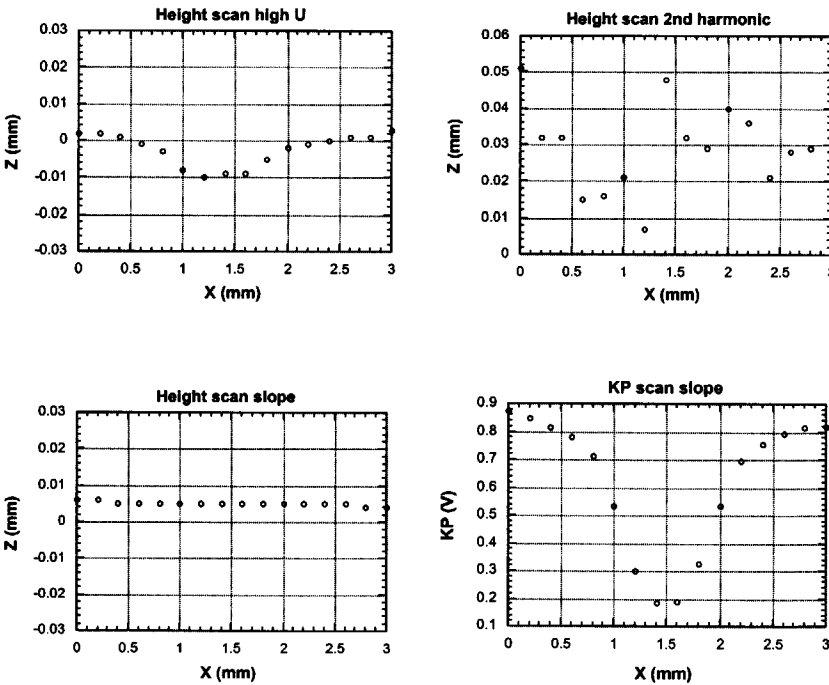 Height scan high U
0.03
0.02
0.01
0
-0.01
-0.02
-0.03
Z (mm)
0 0.5 1 1.5 2 2.5 3
X (mm)
Height scan 2nd harmonic
0.06
0.05
0.04
0.03
0.02
0.01
0
Z (mm)
0 0.5 1 1.5 2 2.5 3
X (mm)
Height scan slope
0.03
0.02
0.01
0
-0.01
-0.02
-0.03
Z (mm)
0 0.5 1 1.5 2 2.5 3
X (mm)
KP scan slope
0.9
0.8
0.7
0.6
0.5
0.4
0.3
0.2
0.1
KP (V)
0 0.5 1 1.5 2 2.5 3
X (mm)